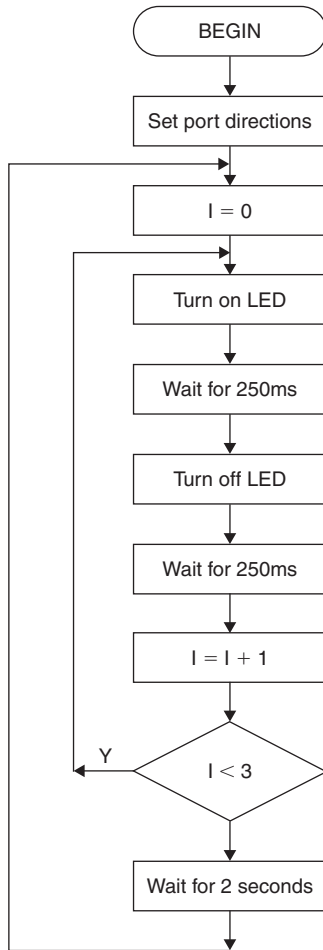 BEGIN
Set port directions
I = 0
Turn on LED
Wait for 250ms
Turn off LED
Wait for 250ms
I = I + 1
Y
I < 3
Wait for 2 seconds